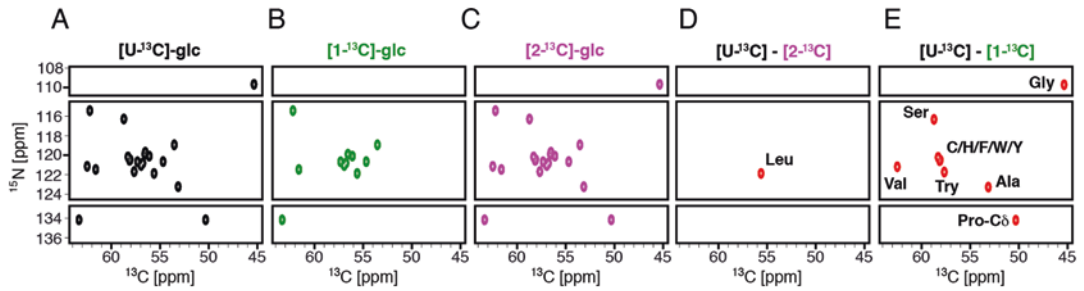 A B C D E
[U-¹³C]-glc [1-¹³C]-glc [2-¹³C]-glc [U-¹³C] - [2-¹³C] [U-¹³C] - [1-¹³C]
108
110
Gly
116
118
120
122
124
Leu
Ser
C/H/F/W/Y
Val Try Ala
134
136
Pro-Cδ
¹⁵N [ppm]
60 55 50 45 60 55 50 45 60 55 50 45 60 55 50 45 60 55 50 45
¹³C [ppm] ¹³C [ppm] ¹³C [ppm] ¹³C [ppm] ¹³C [ppm]